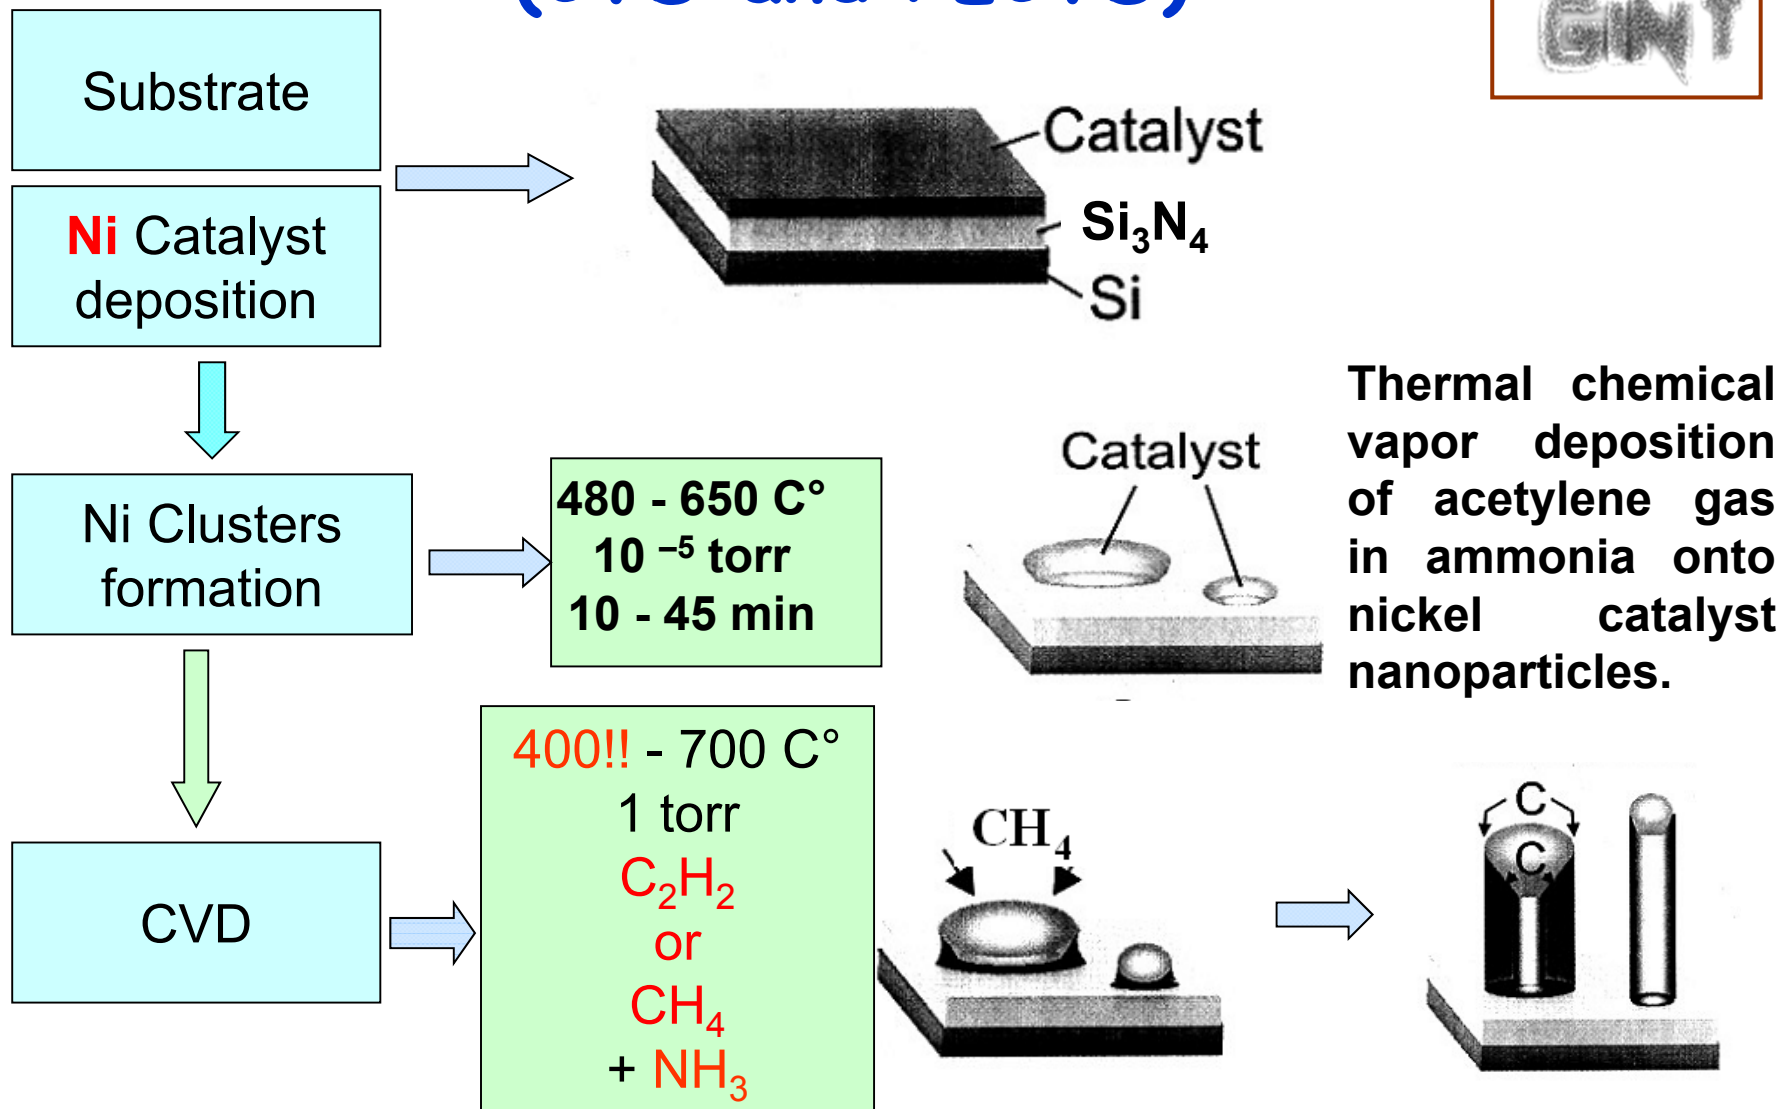 Substrate
Catalyst
Si₃N₄
Si
Ni Catalyst
deposition
Thermal chemical
vapor deposition
of acetylene gas
in ammonia onto
nickel catalyst
nanoparticles.
Catalyst
Ni Clusters
formation
480 - 650 C°
10 ⁻⁵ torr
10 - 45 min
CVD
400!! - 700 C°
1 torr
C₂H₂
or
CH₄
+ NH₃
CH₄
C
C
GINT